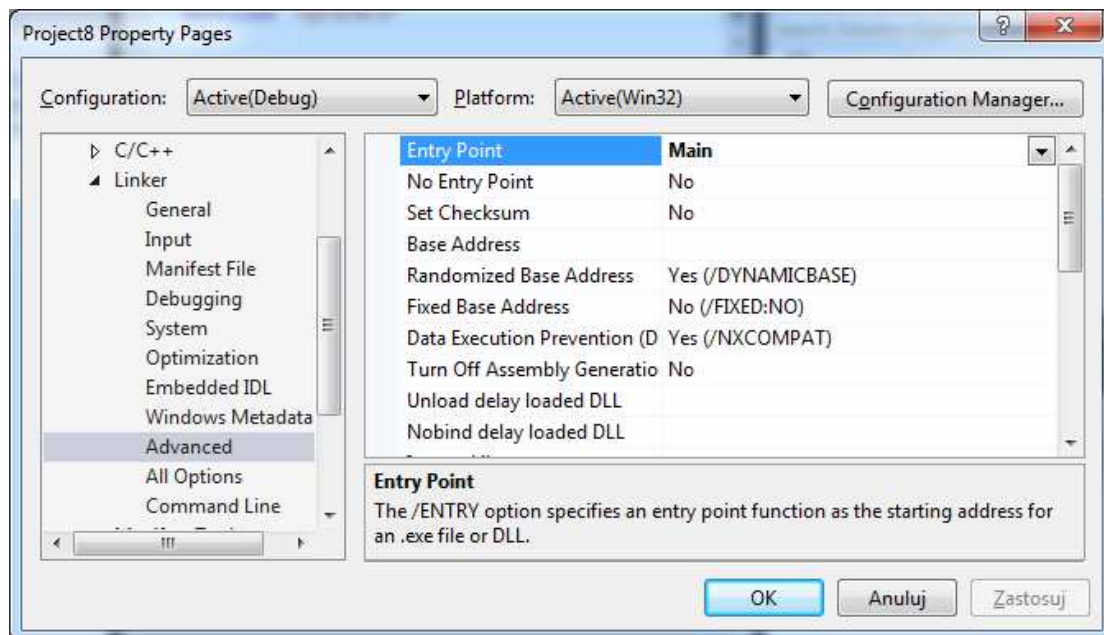 Project8 Property Pages
Configuration: Active(Debug) Platform: Active(Win32) Configuration Manager...
C/C++
Linker
General
Input
Manifest File
Debugging
System
Optimization
Embedded IDL
Windows Metadata
Advanced
All Options
Command Line
Entry Point Main
No Entry Point No
Set Checksum No
Base Address
Randomized Base Address Yes (/DYNAMICBASE)
Fixed Base Address No (/FIXED:NO)
Data Execution Prevention (D Yes (/NXCOMPAT)
Turn Off Assembly Generatio No
Unload delay loaded DLL
Nobind delay loaded DLL
Entry Point
The /ENTRY option specifies an entry point function as the starting address for
an .exe file or DLL.
OK Anuluj Zastosuj